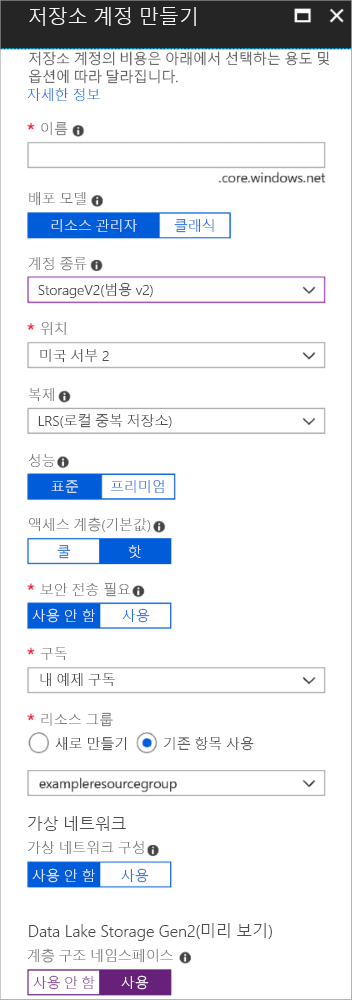 저장소 계정 만들기
저장소 계정의 비용은 아래에서 선택하는 용도 및
옵션에 따라 달라집니다.
자세한 정보
* 이름
.core.windows.net
배포 모델
리소스 관리자 클래식
계정 종류
StorageV2(범용 v2)
* 위치
미국 서부 2
복제
LRS(로컬 중복 저장소)
성능
표준 프리미엄
액세스 계층(기본값)
쿨 핫
* 보안 전송 필요
사용 안 함 사용
* 구독
내 예제 구독
* 리소스 그룹
새로 만들기 기존 항목 사용
exampleresourcegroup
가상 네트워크
가상 네트워크 구성
사용 안 함 사용
Data Lake Storage Gen2(미리 보기)
계층 구조 네임스페이스
사용 안 함 사용